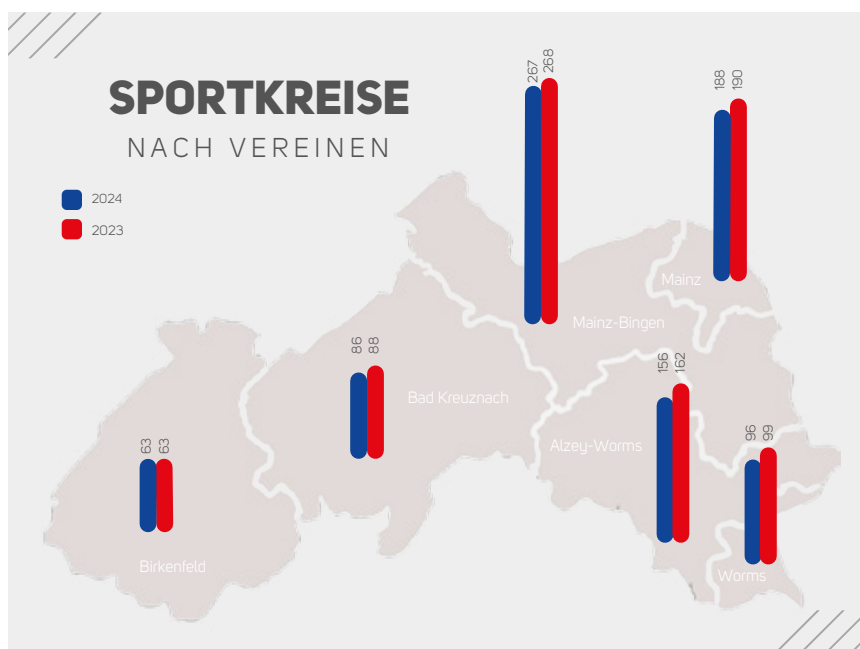 SPORTKREISE
NACH VEREINEN
2024
2023
267
268
188
190
Mainz
Mainz-Bingen
156
162
86
88
Bad Kreuznach
Alzey-Worms
96
99
63
63
Birkenfeld
Worms